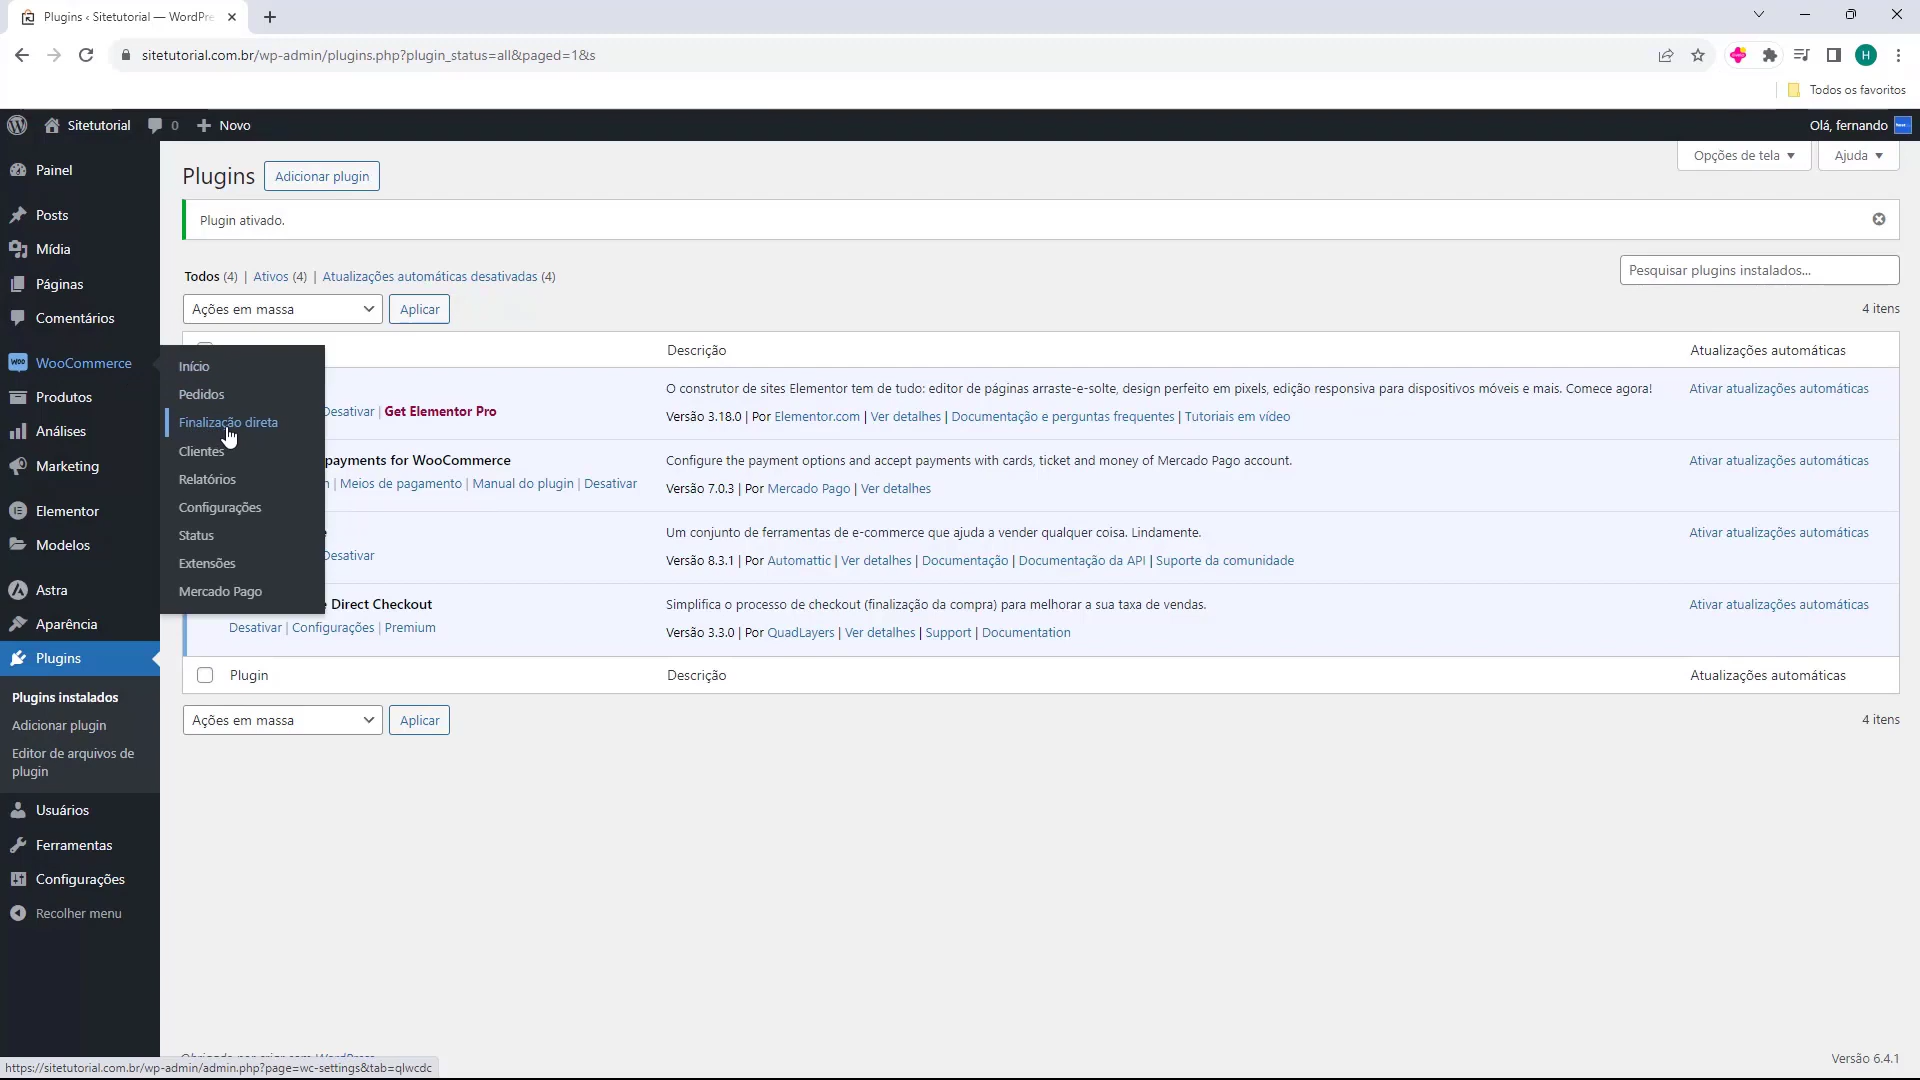 Plugins ‹ Sitetutorial — WordPre
sitetutorial.com.br/wp-admin/plugins.php?plugin_status=all&paged=1&s
H
Todos os favoritos
Sitetutorial
0
Novo
Olá, fernando
Opções de tela
Ajuda
Painel
Posts
Mídia
Páginas
Comentários
WooCommerce
Produtos
Análises
Marketing
Elementor
Modelos
Astra
Aparência
Plugins
Plugins instalados
Adicionar plugin
Editor de arquivos de
plugin
Usuários
Ferramentas
Configurações
Recolher menu
Início
Pedidos
Finalização direta
Clientes
Relatórios
Configurações
Status
Extensões
Mercado Pago
Plugins
Adicionar plugin
Plugin ativado.
Todos (4) | Ativos (4) | Atualizações automáticas desativadas (4)
Pesquisar plugins instalados...
Ações em massa
Aplicar
4 itens
Descrição
Atualizações automáticas
Desativar | Get Elementor Pro
O construtor de sites Elementor tem de tudo: editor de páginas arraste-e-solte, design perfeito em pixels, edição responsiva para dispositivos móveis e mais. Comece agora!
Versão 3.18.0 | Por Elementor.com | Ver detalhes | Documentação e perguntas frequentes | Tutoriais em vídeo
Ativar atualizações automáticas
payments for WooCommerce
| Meios de pagamento | Manual do plugin | Desativar
Configure the payment options and accept payments with cards, ticket and money of Mercado Pago account.
Versão 7.0.3 | Por Mercado Pago | Ver detalhes
Ativar atualizações automáticas
Desativar
Um conjunto de ferramentas de e-commerce que ajuda a vender qualquer coisa. Lindamente.
Versão 8.3.1 | Por Automattic | Ver detalhes | Documentação | Documentação da API | Suporte da comunidade
Ativar atualizações automáticas
Direct Checkout
Desativar | Configurações | Premium
Simplifica o processo de checkout (finalização da compra) para melhorar a sua taxa de vendas.
Versão 3.3.0 | Por QuadLayers | Ver detalhes | Support | Documentation
Ativar atualizações automáticas
Plugin
Descrição
Atualizações automáticas
Ações em massa
Aplicar
4 itens
Versão 6.4.1
https://sitetutorial.com.br/wp-admin/admin.php?page=wc-settings&tab=qlwcdc